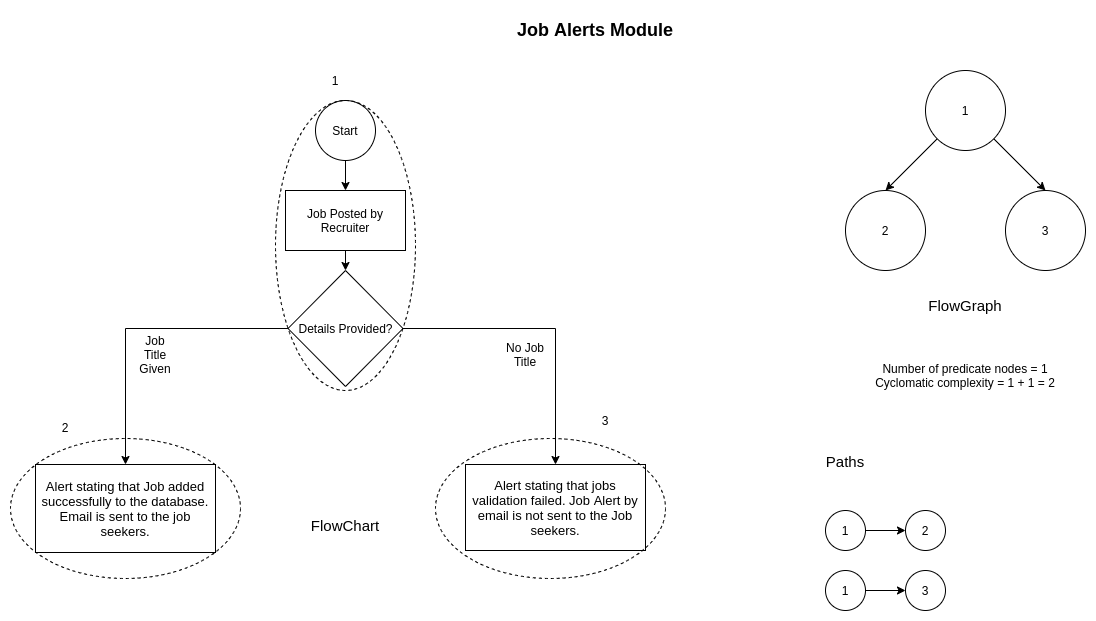 Job Alerts Module
1
Start
Job Posted by
Recruiter
Details Provided?
Job
Title
Given
No Job
Title
2
Alert stating that Job added
successfully to the database.
Email is sent to the job
seekers.
3
Alert stating that jobs
validation failed. Job Alert by
email is not sent to the Job
seekers.
FlowChart
1
2
3
FlowGraph
Number of predicate nodes = 1
Cyclomatic complexity = 1 + 1 = 2
Paths
1
2
1
3